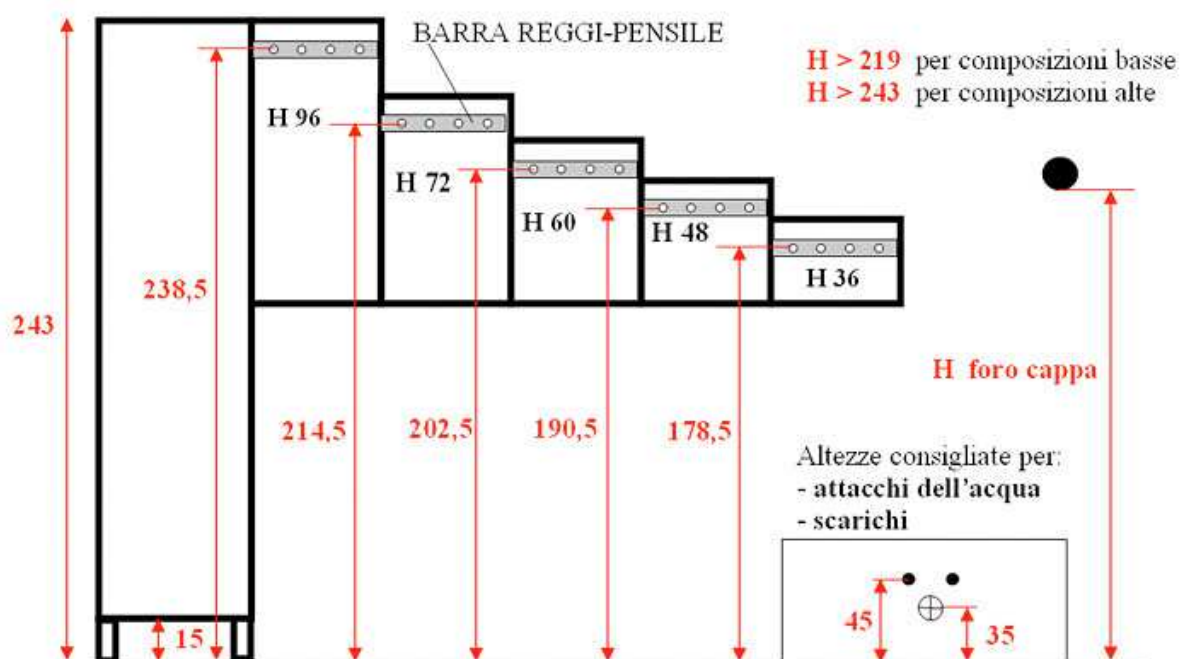 BARRA REGGI-PENSILE
H > 219 per composizioni basse
H > 243 per composizioni alte
H 96
H 72
H 60
H 48
H 36
238,5
243
H foro cappa
214,5
202,5
190,5
178,5
Altezze consigliate per:
- attacchi dell'acqua
- scarichi
45
35
15